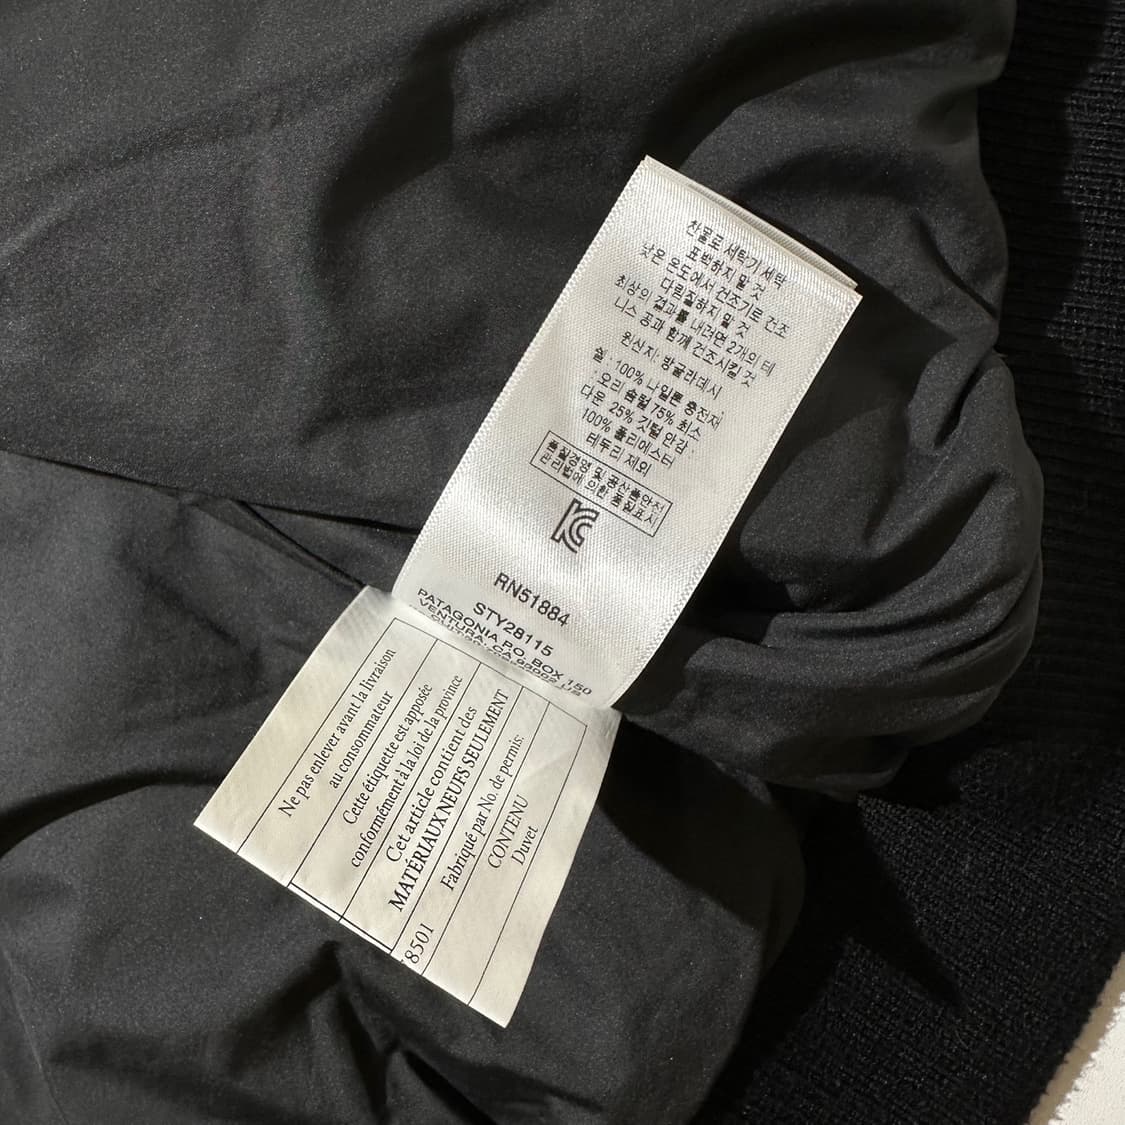 찬물로 세탁기 세탁
표백하지 말 것
낮은 온도에서 건조기로 건조
다림질하지 말 것
최상의 결과를 내려면 2개의 테
니스 공과 함께 건조시킬 것
원산지: 방글라데시
쉘 : 100% 나일론 충전재
: 오리 솜털 75% 최소
다운 25% 깃털 안감 :
100% 폴리에스터
테두리 제외
품질경영 및 공산품안전
관리법에 의한 품질표시
KC
RN51884
STY28115
PATAGONIA P.O. BOX 150
VENTURA, CA 93002 US
Ne pas enlever avant la livraison
au consommateur
Cette étiquette est apposée
conformément à la loi de la province
Cet article contient des
MATÉRIAUX NEUFS SEULEMENT
Fabriqué par No. de permis:
8501
CONTENU
Duvet